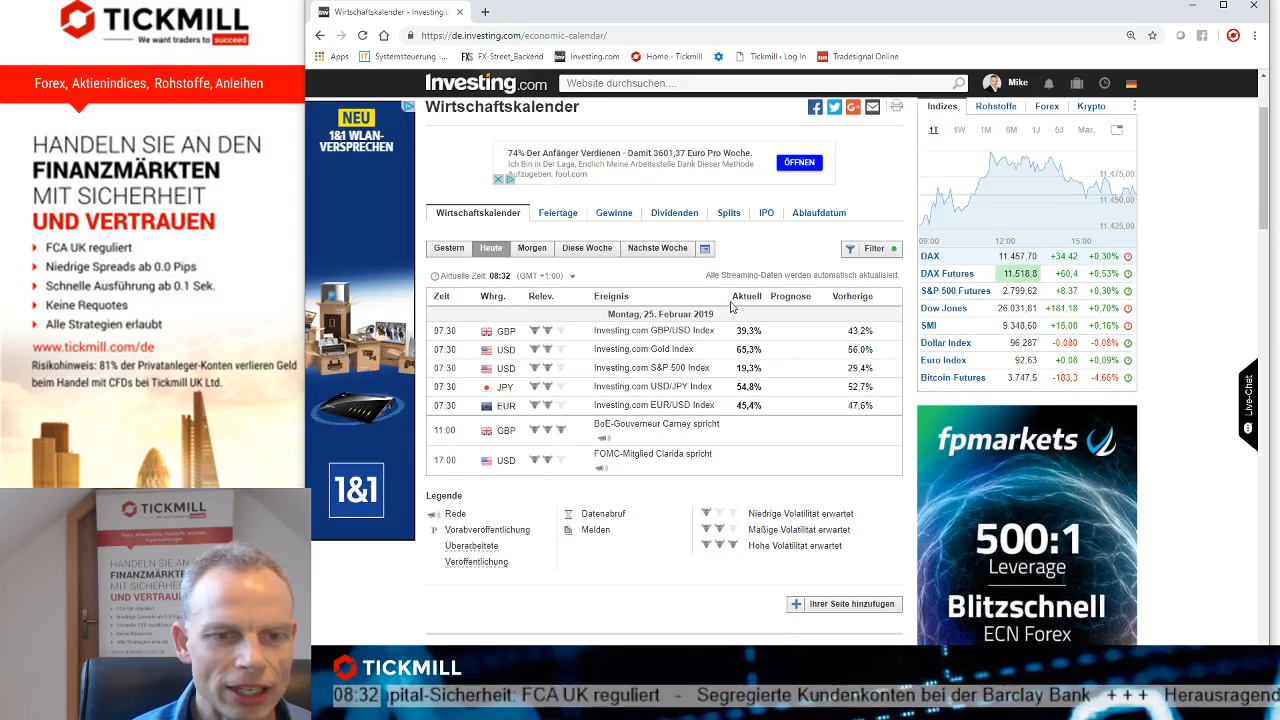 TICKMILL
We want traders to succeed
Forex, Aktienindices, Rohstoffe, Anleihen
HANDELN SIE AN DEN
FINANZMÄRKTEN
MIT SICHERHEIT
UND VERTRAUEN
FCA UK reguliert
Niedrige Spreads ab 0.0 Pips
Schnelle Ausführung ab 0.1 Sek.
Keine Requotes
Alle Strategien erlaubt
www.tickmill.com/de
Risikohinweis: 81% der Privatanleger-Konten verlieren Geld
beim Handel mit CFDs bei Tickmill UK Ltd.
Wirtschaftskalender - Investing.c
https://de.investing.com/economic-calendar
Apps
Systemsteuerung -
FX-Street_Backend
Investing.com
Home - Tickmill
Tickmill • Log In
Tradesignal Online
Investing.com
Website durchsuchen...
Mike
NEU
1&1 WLAN-
VERSPRECHEN
1&1
Wirtschaftskalender
74% Der Anfänger Verdienen - Damit 3601,37 Euro Pro Woche.
Ich Bin In Der Lage, Endlich Meine Arbeitsstelle Dank Dieser Methode
Aufzugeben. fool.com
ÖFFNEN
Wirtschaftskalender Feiertage Gewinne Dividenden Splits IPO Ablaufdatum
Gestern Heute Morgen Diese Woche Nächste Woche Filter
Aktuelle Zeit: 08:32 (GMT +1:00)
Alle Streaming-Daten werden automatisch aktualisiert.
Zeit Whrg. Relev. Ereignis Aktuell Prognose Vorherige
Montag, 25. Februar 2019
07:30 GBP Investing.com GBP/USD Index 39,3% 43.2%
07:30 USD Investing.com Gold Index 65,3% 56.0%
07:30 USD Investing.com S&P 500 Index 19,3% 29.4%
07:30 JPY Investing.com USD/JPY Index 54,8% 52.7%
07:30 EUR Investing.com EUR/USD Index 45,4% 47.6%
11:00 GBP BoE-Gouverneur Carney spricht
17:00 USD FOMC-Mitglied Clarida spricht
Legende
Rede
Vorabveröffentlichung
Überarbeitete
Veröffentlichung
Melden
Niedrige Volatilität erwartet
Mäßige Volatilität erwartet
Hohe Volatilität erwartet
Ihrer Seite hinzufügen
Indizes Rohstoffe Forex Krypto
1T 1W 1M 6M 1J 5J Max.
11.475,00
11.450,00
11.425,00
09:00 12:00 15:00
DAX 11.457,70 +34,42 +0,30%
DAX Futures 11.518,8 +60,4 +0,53%
S&P 500 Futures 2.799,62 +8,37 +0,30%
Dow Jones 26.031,81 +181,18 +0,70%
SMI 9.348,50 +15,00 +0,16%
Dollar Index 96,287 -0,080 -0,08%
Euro Index 92,63 +0,08 +0,09%
Bitcoin-Futures 3.747,5 -183,3 -4,66%
Live-Chat
fpmarkets
500:1
Leverage
Blitzschnell
ECN Forex
TICKMILL
HANDELN SIE AN DEN
FINANZMÄRKTEN
MIT SICHERHEIT
UND VERTRAUEN
TICKMILL
08:32 pital-Sicherheit: FCA UK reguliert - Segregierte Kundenkonten bei der Barclay Bank +++ Herausragend